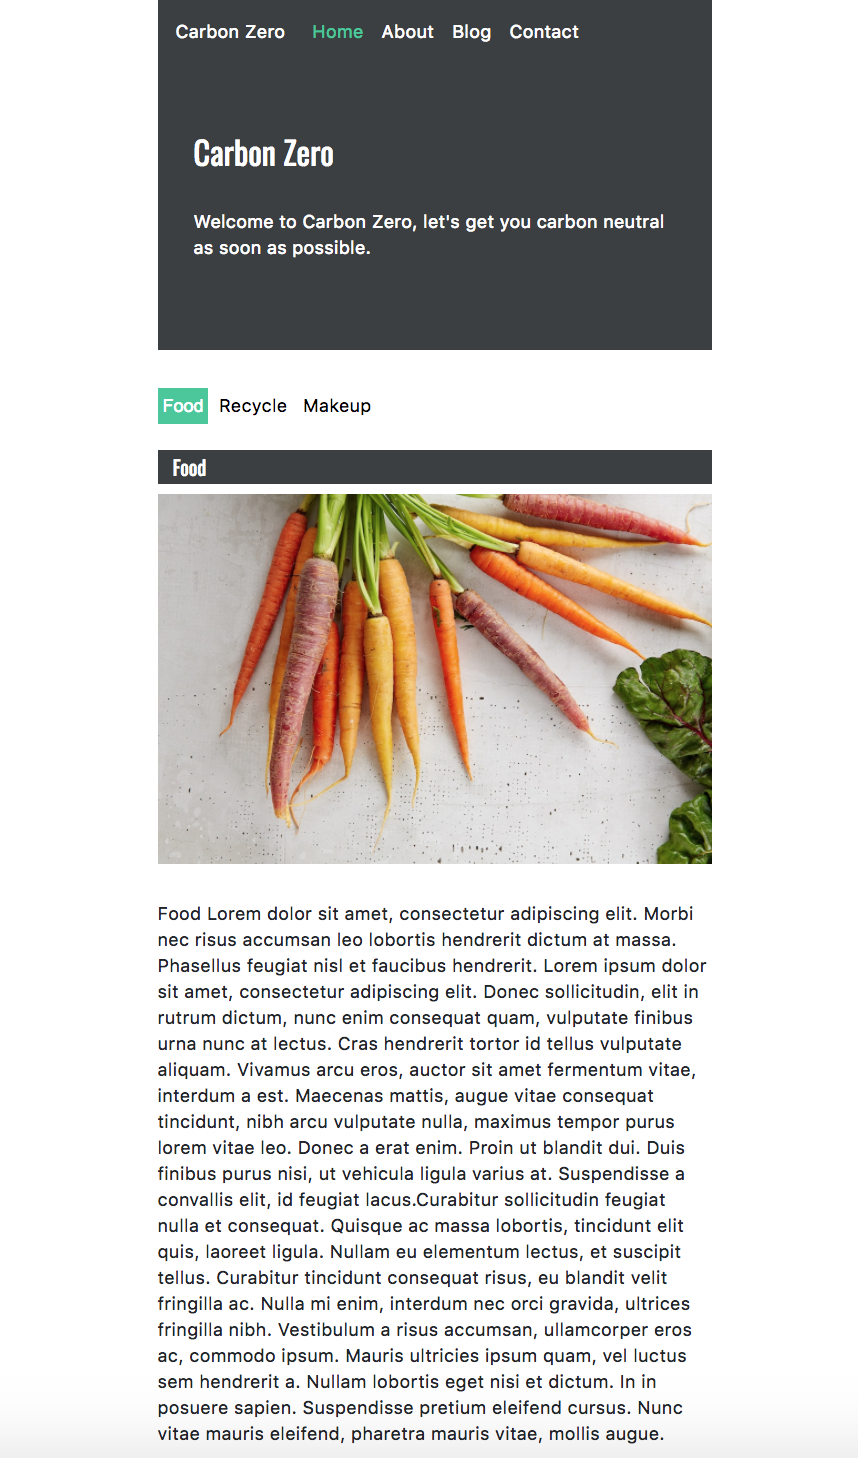 Carbon Zero Home About Blog Contact
Carbon Zero
Welcome to Carbon Zero, let's get you carbon neutral
as soon as possible.
Food Recycle Makeup
Food
Food Lorem dolor sit amet, consectetur adipiscing elit. Morbi
nec risus accumsan leo lobortis hendrerit dictum at massa.
Phasellus feugiat nisl et faucibus hendrerit. Lorem ipsum dolor
sit amet, consectetur adipiscing elit. Donec sollicitudin, elit in
rutrum dictum, nunc enim consequat quam, vulputate finibus
urna nunc at lectus. Cras hendrerit tortor id tellus vulputate
aliquam. Vivamus arcu eros, auctor sit amet fermentum vitae,
interdum a est. Maecenas mattis, augue vitae consequat
tincidunt, nibh arcu vulputate nulla, maximus tempor purus
lorem vitae leo. Donec a erat enim. Proin ut blandit dui. Duis
finibus purus nisi, ut vehicula ligula varius at. Suspendisse a
convallis elit, id feugiat lacus.Curabitur sollicitudin feugiat
nulla et consequat. Quisque ac massa lobortis, tincidunt elit
quis, laoreet ligula. Nullam eu elementum lectus, et suscipit
tellus. Curabitur tincidunt consequat risus, eu blandit velit
fringilla ac. Nulla mi enim, interdum nec orci gravida, ultrices
fringilla nibh. Vestibulum a risus accumsan, ullamcorper eros
ac, commodo ipsum. Mauris ultricies ipsum quam, vel luctus
sem hendrerit a. Nullam lobortis eget nisi et dictum. In in
posuere sapien. Suspendisse pretium eleifend cursus. Nunc
vitae mauris eleifend, pharetra mauris vitae, mollis augue.